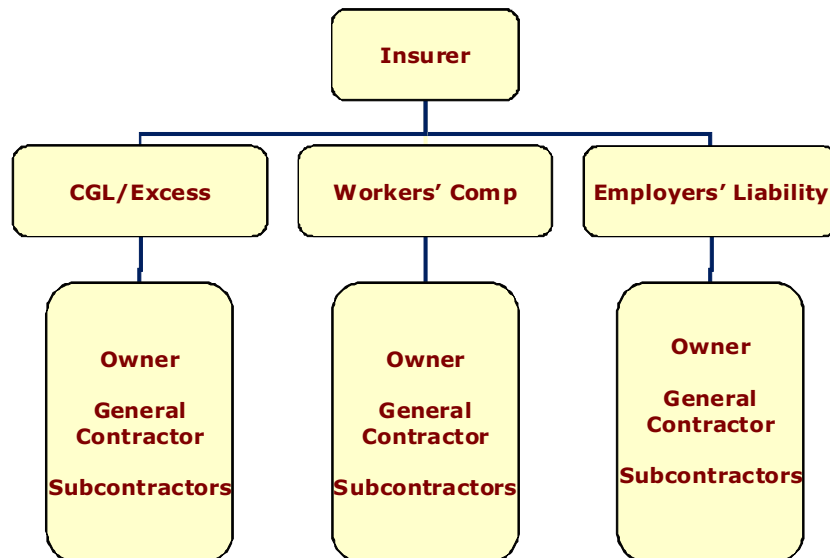 Insurer
CGL/Excess
Workers’ Comp
Employers’ Liability
Owner
General
Contractor
Subcontractors
Owner
General
Contractor
Subcontractors
Owner
General
Contractor
Subcontractors